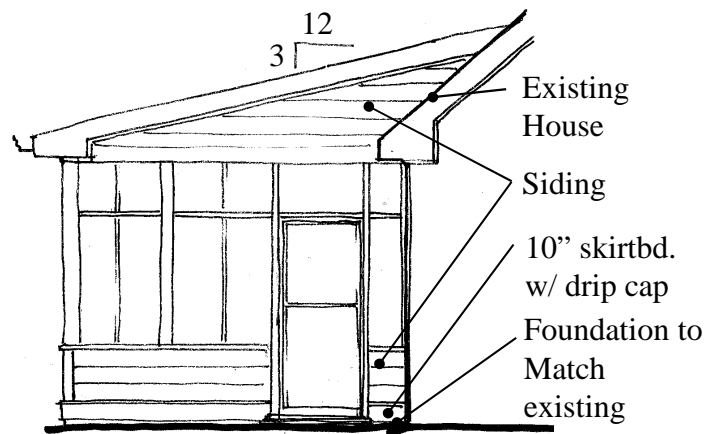 12
3
Existing
House
Siding
10” skirtbd.
w/ drip cap
Foundation to
Match
existing